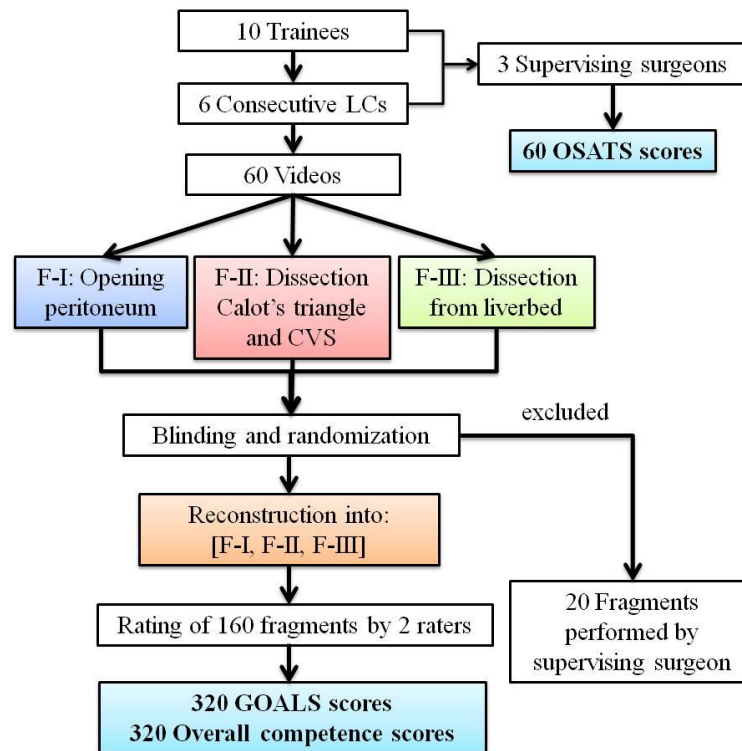 10 Trainees
3 Supervising surgeons
6 Consecutive LCs
60 OSATS scores
60 Videos
F-I: Opening
peritoneum
F-II: Dissection
Calot's triangle
and CVS
F-III: Dissection
from liverbed
excluded
Blinding and randomization
Reconstruction into:
[F-I, F-II, F-III]
20 Fragments
performed by
supervising surgeon
Rating of 160 fragments by 2 raters
320 GOALS scores
320 Overall competence scores